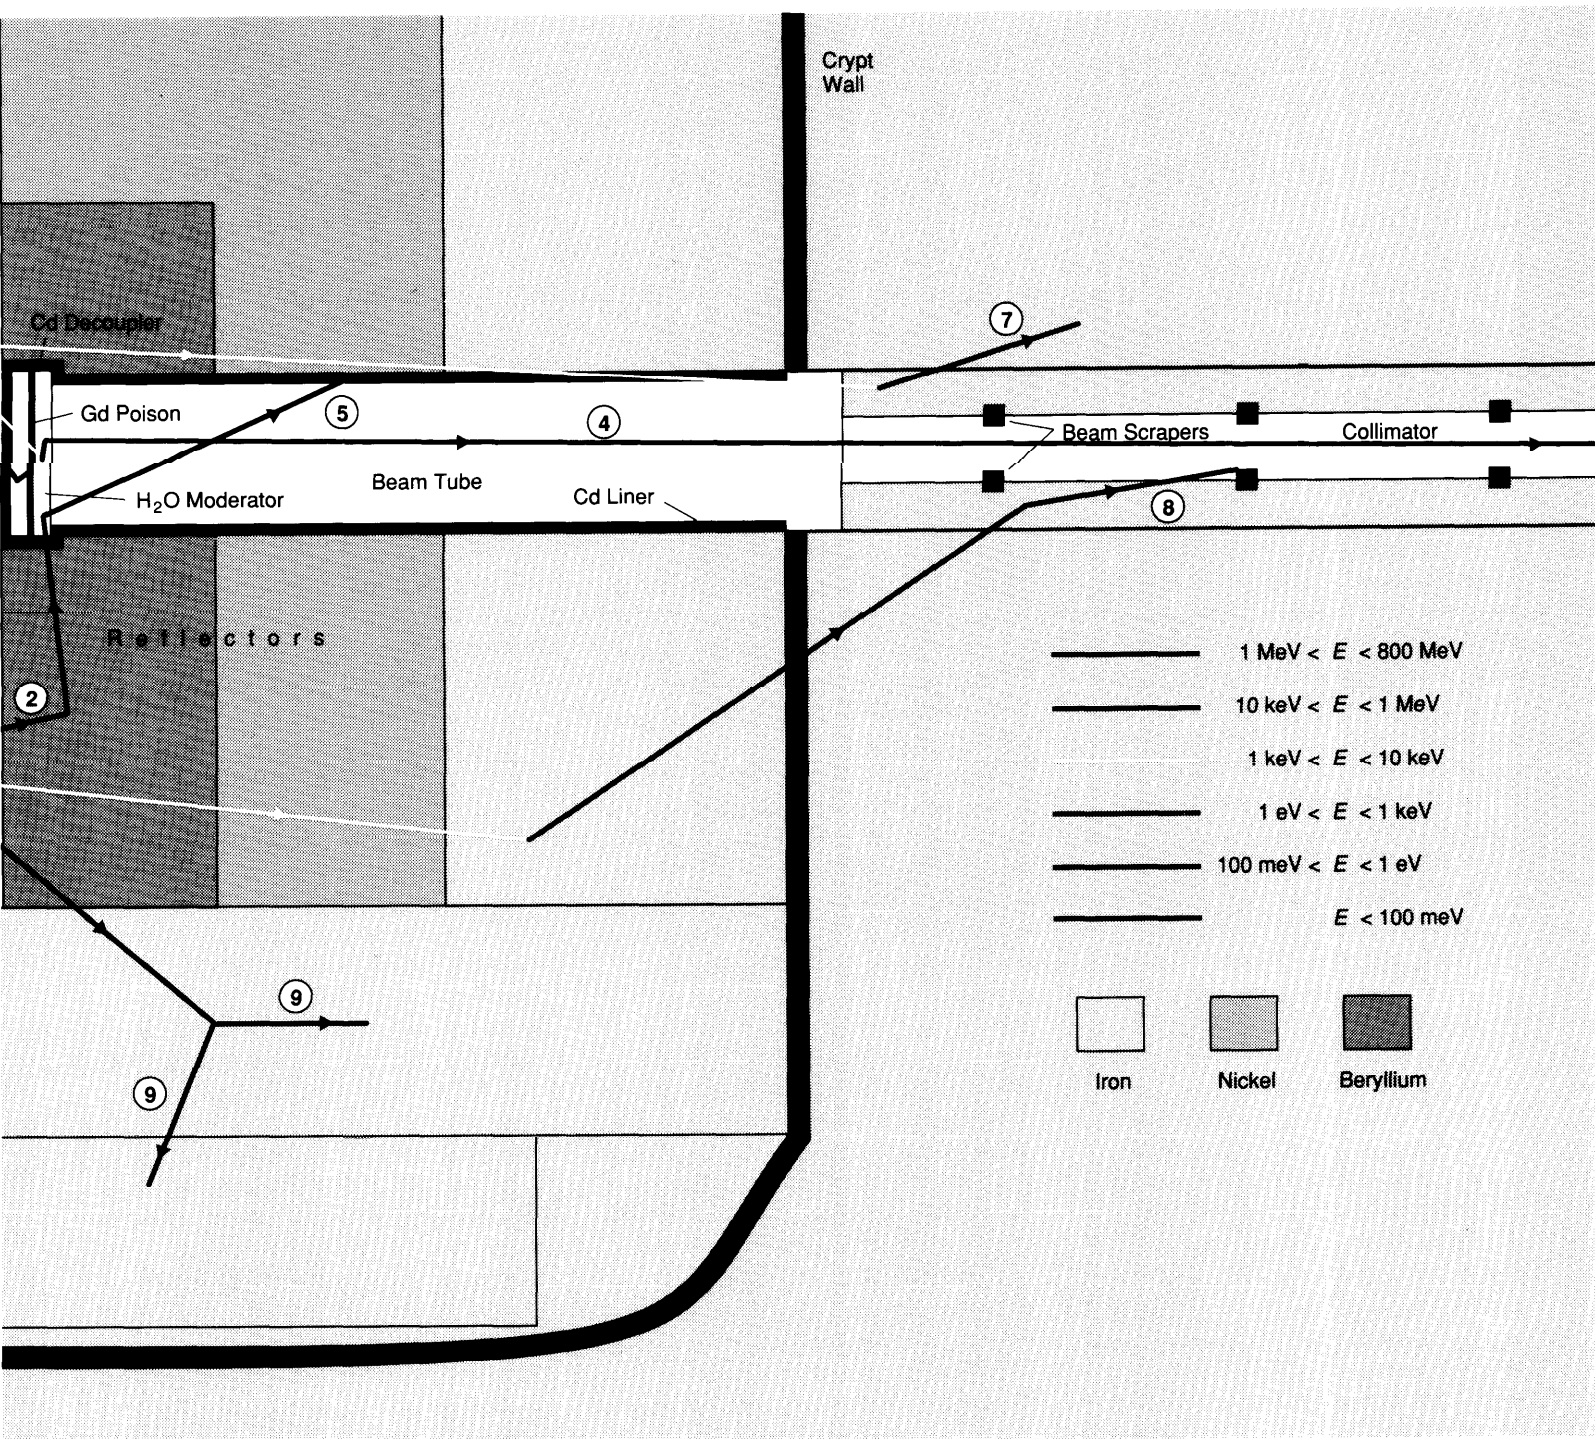 Crypt
Wall
Cd Decoupler
7
Gd Poison
5
4
Beam Scrapers
Collimator
H₂O Moderator
Beam Tube
Cd Liner
8
Reflectors
2
1 MeV < E < 800 MeV
10 keV < E < 1 MeV
1 keV < E < 10 keV
1 eV < E < 1 keV
100 meV < E < 1 eV
E < 100 meV
9
9
Iron
Nickel
Beryllium